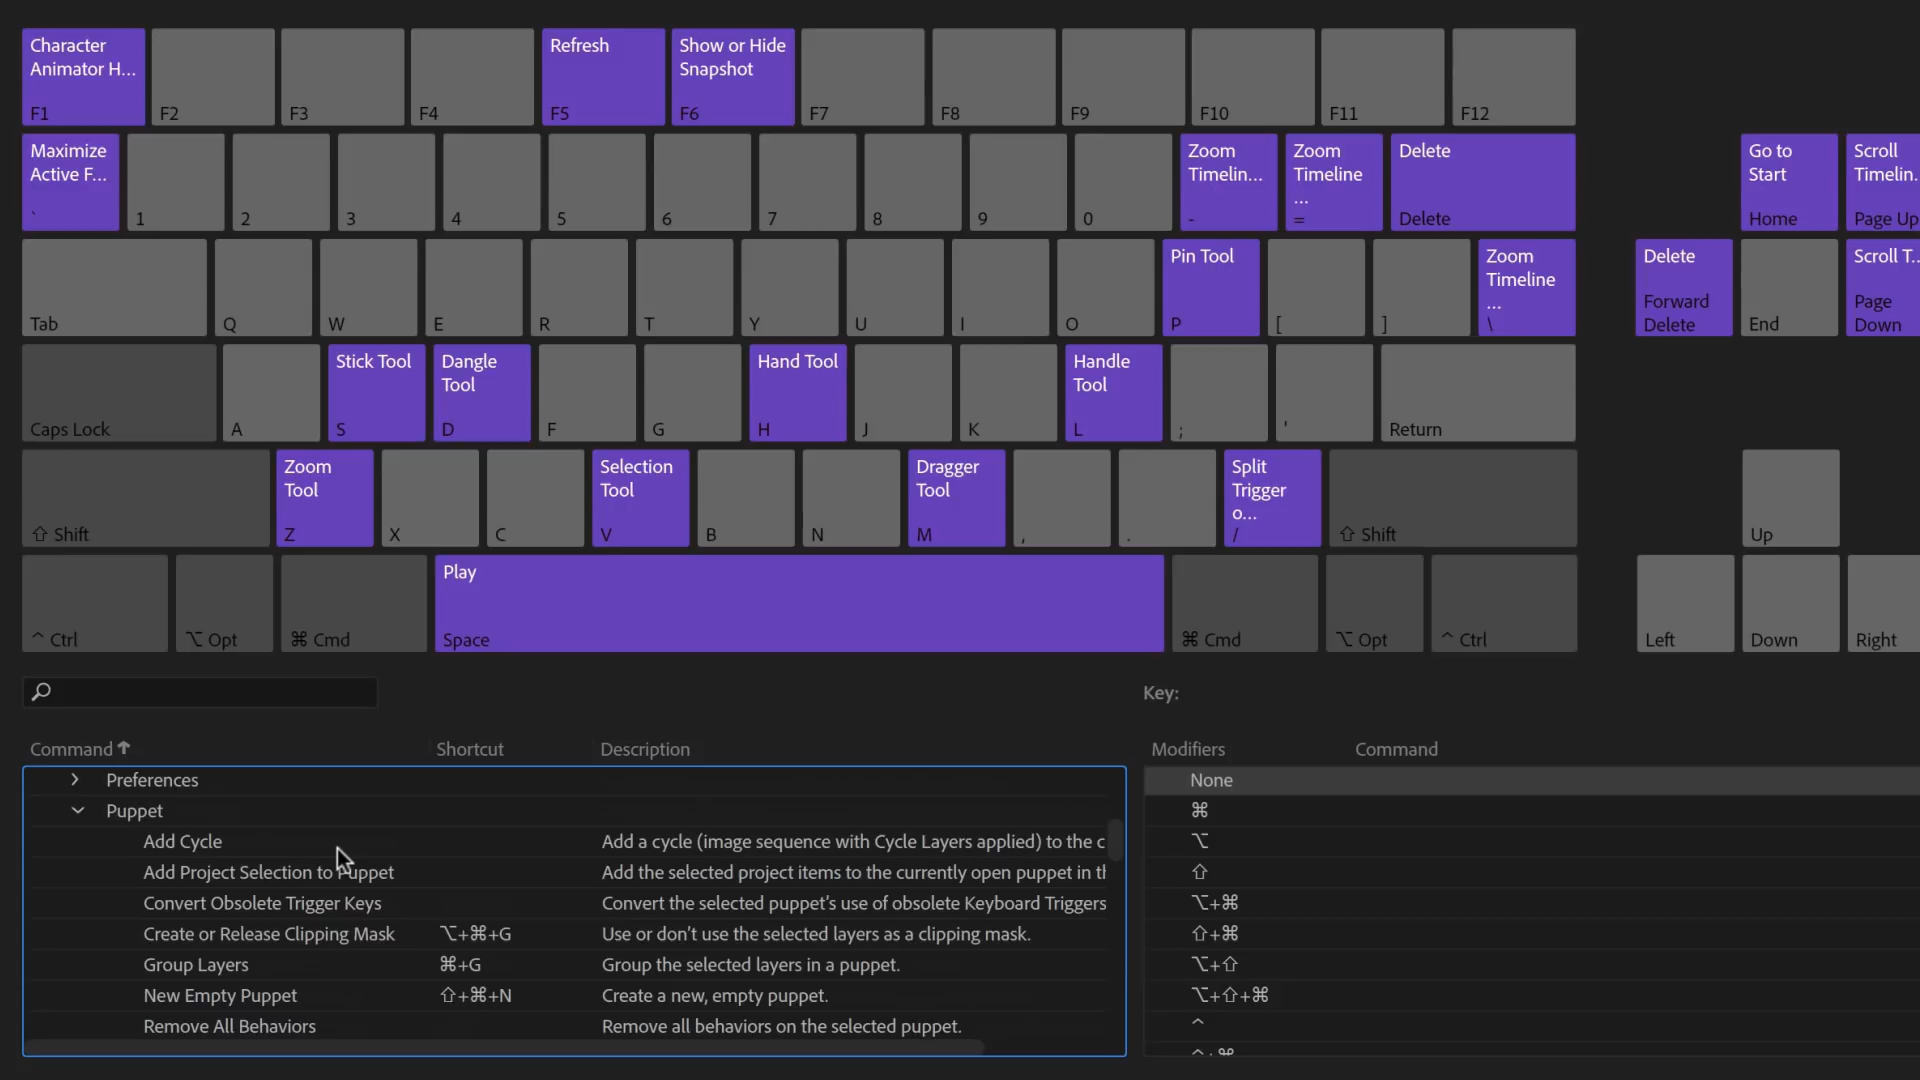 Character
Animator H...
F1
F2
F3
F4
Refresh
F5
Show or Hide
Snapshot
F6
F7
F8
F9
F10
F11
F12
Maximize
Active F...
`
1
2
3
4
5
6
7
8
9
0
Zoom
Timelin...
-
Zoom
Timeline
...
=
Delete
Delete
Go to
Start
Home
Scroll
Timelin.
Page Up
Tab
Q
W
E
R
T
Y
U
I
O
Pin Tool
P
[
]
Zoom
Timeline
...
\
Delete
Forward
Delete
End
Scroll T..
Page
Down
Caps Lock
A
Stick Tool
S
Dangle
Tool
D
F
G
Hand Tool
H
J
K
Handle
Tool
L
;
'
Return
⇧ Shift
Zoom
Tool
Z
X
C
Selection
Tool
V
B
N
Dragger
Tool
M
,
.
Split
Trigger
o...
/
⇧ Shift
Up
^ Ctrl
⌥ Opt
⌘ Cmd
Play
Space
⌘ Cmd
⌥ Opt
^ Ctrl
Left
Down
Right
Key:
Command ↑ Shortcut Description
Preferences
Puppet
Add Cycle Add a cycle (image sequence with Cycle Layers applied) to the c
Add Project Selection to Puppet Add the selected project items to the currently open puppet in th
Convert Obsolete Trigger Keys Convert the selected puppet's use of obsolete Keyboard Triggers
Create or Release Clipping Mask ⌥+⌘+G Use or don't use the selected layers as a clipping mask.
Group Layers ⌘+G Group the selected layers in a puppet.
New Empty Puppet ⇧+⌘+N Create a new, empty puppet.
Remove All Behaviors Remove all behaviors on the selected puppet.
Modifiers Command
None
⌘
⌥
⇧
⌥+⌘
⇧+⌘
⌥+⇧
⌥+⇧+⌘
^
^+⌘